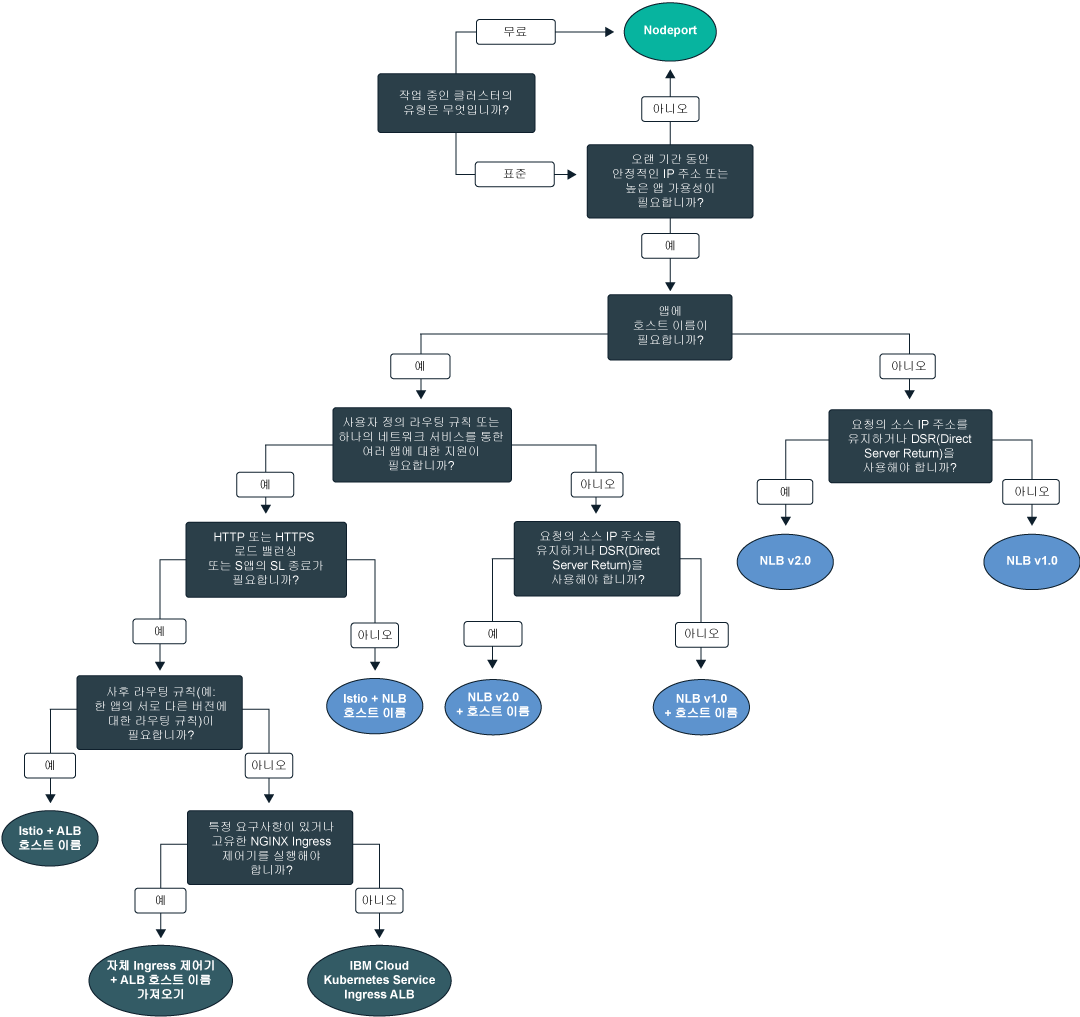 무료
Nodeport
작업 중인 클러스터의
유형은 무엇입니까?
아니오
표준
오랜 기간 동안
안정적인 IP 주소 또는
높은 앱 가용성이
필요합니까?
예
앱에
호스트 이름이
필요합니까?
예
아니오
사용자 정의 라우팅 규칙 또는
하나의 네트워크 서비스를 통한
여러 앱에 대한 지원이
필요합니까?
요청의 소스 IP 주소를
유지하거나 DSR(Direct
Server Return)을
사용해야 합니까?
예
아니오
예
아니오
HTTP 또는 HTTPS
로드 밸런싱
또는 S앱의 SL 종료가
필요합니까?
요청의 소스 IP 주소를
유지하거나 DSR(Direct
Server Return)을
사용해야 합니까?
NLB v2.0
NLB v1.0
예
아니오
예
아니오
사후 라우팅 규칙(예:
한 앱의 서로 다른 버전에
대한 라우팅 규칙)이
필요합니까?
Istio + NLB
호스트 이름
NLB v2.0
+ 호스트 이름
NLB v1.0
+ 호스트 이름
예
아니오
Istio + ALB
호스트 이름
특정 요구사항이 있거나
고유한 NGINX Ingress
제어기를 실행해야
합니까?
예
아니오
자체 Ingress 제어기
+ ALB 호스트 이름
가져오기
IBM Cloud
Kubernetes Service
Ingress ALB